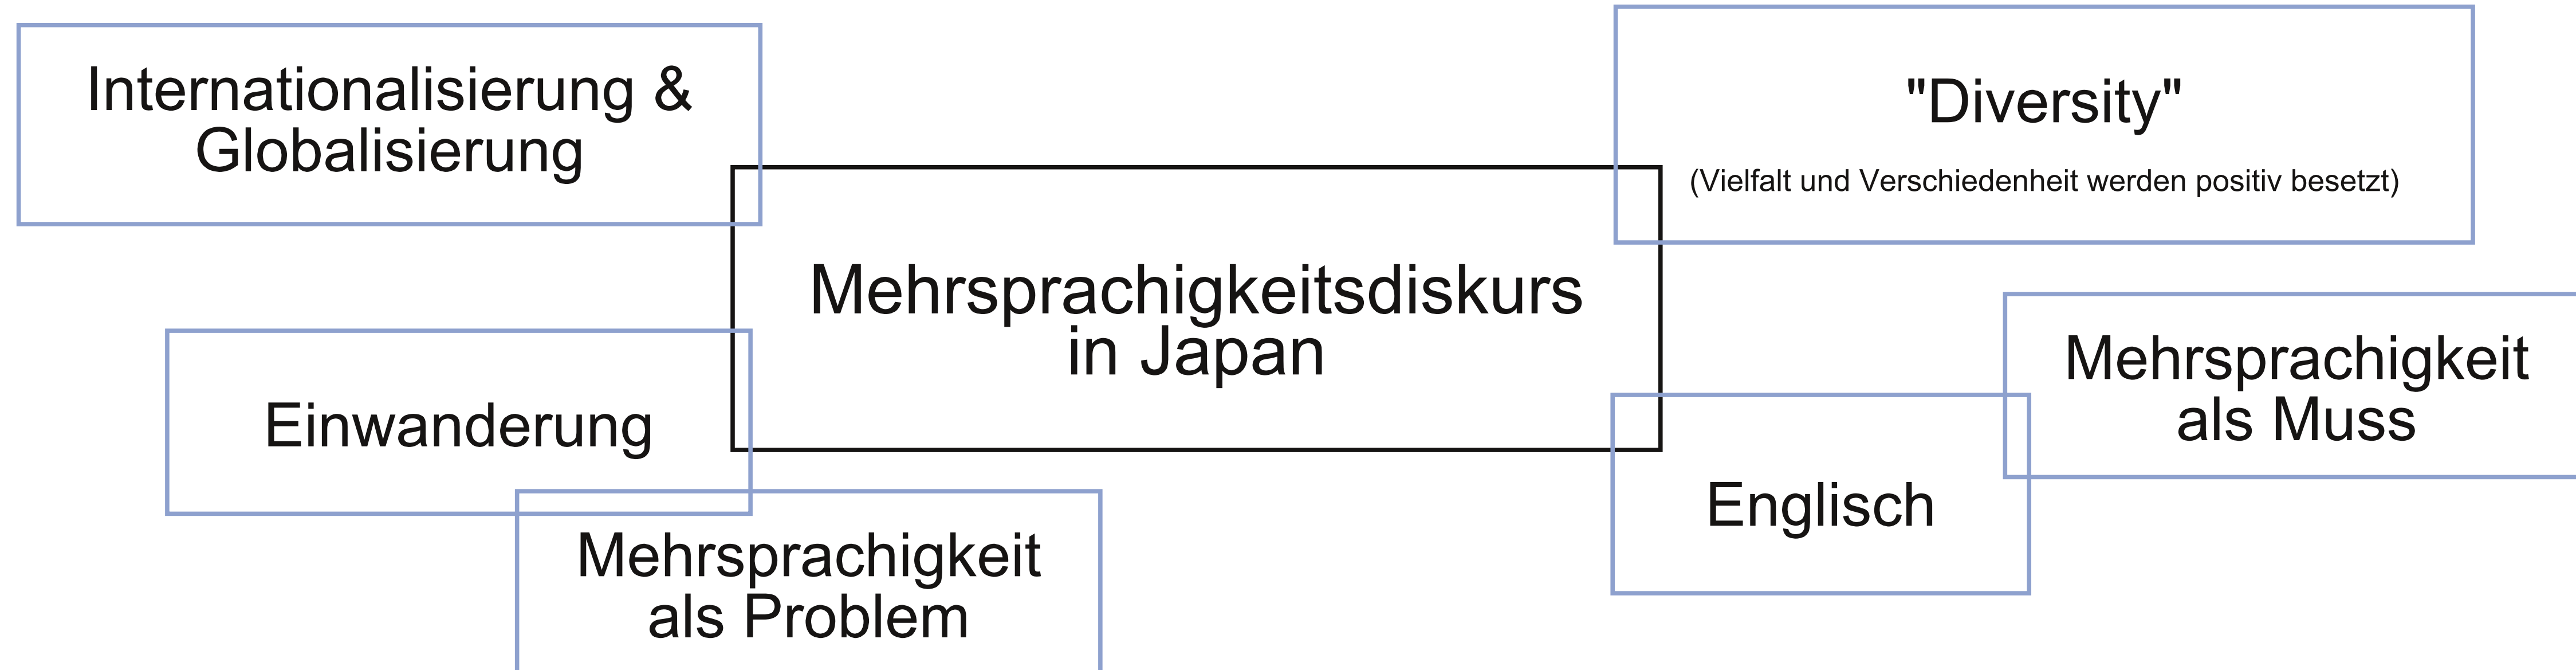 Internationalisierung &
Globalisierung
"Diversity"
(Vielfalt und Verschiedenheit werden positiv besetzt)
Mehrsprachigkeitsdiskurs
in Japan
Mehrsprachigkeit
als Muss
Einwanderung
Englisch
Mehrsprachigkeit
als Problem